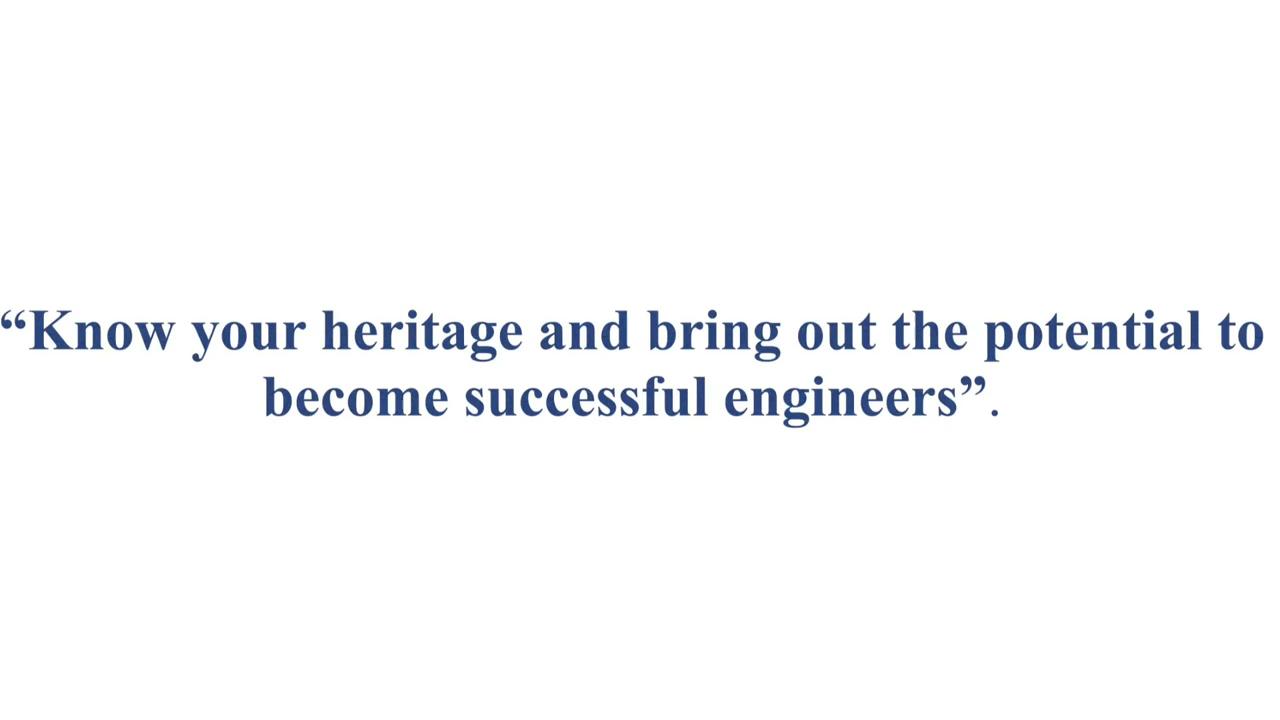 “Know your heritage and bring out the potential to
become successful engineers”.